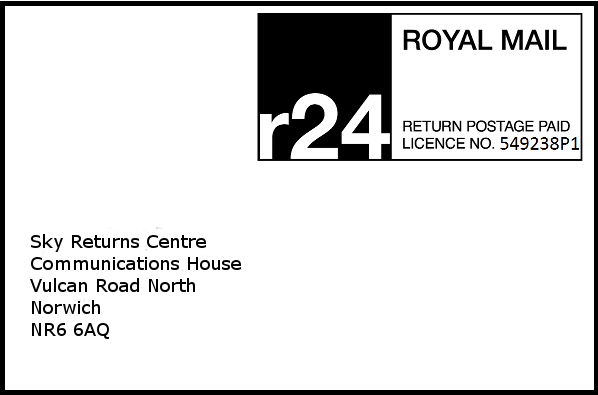 ROYAL MAIL
r24
RETURN POSTAGE PAID
LICENCE NO. 549238P1
Sky Returns Centre
Communications House
Vulcan Road North
Norwich
NR6 6AQ